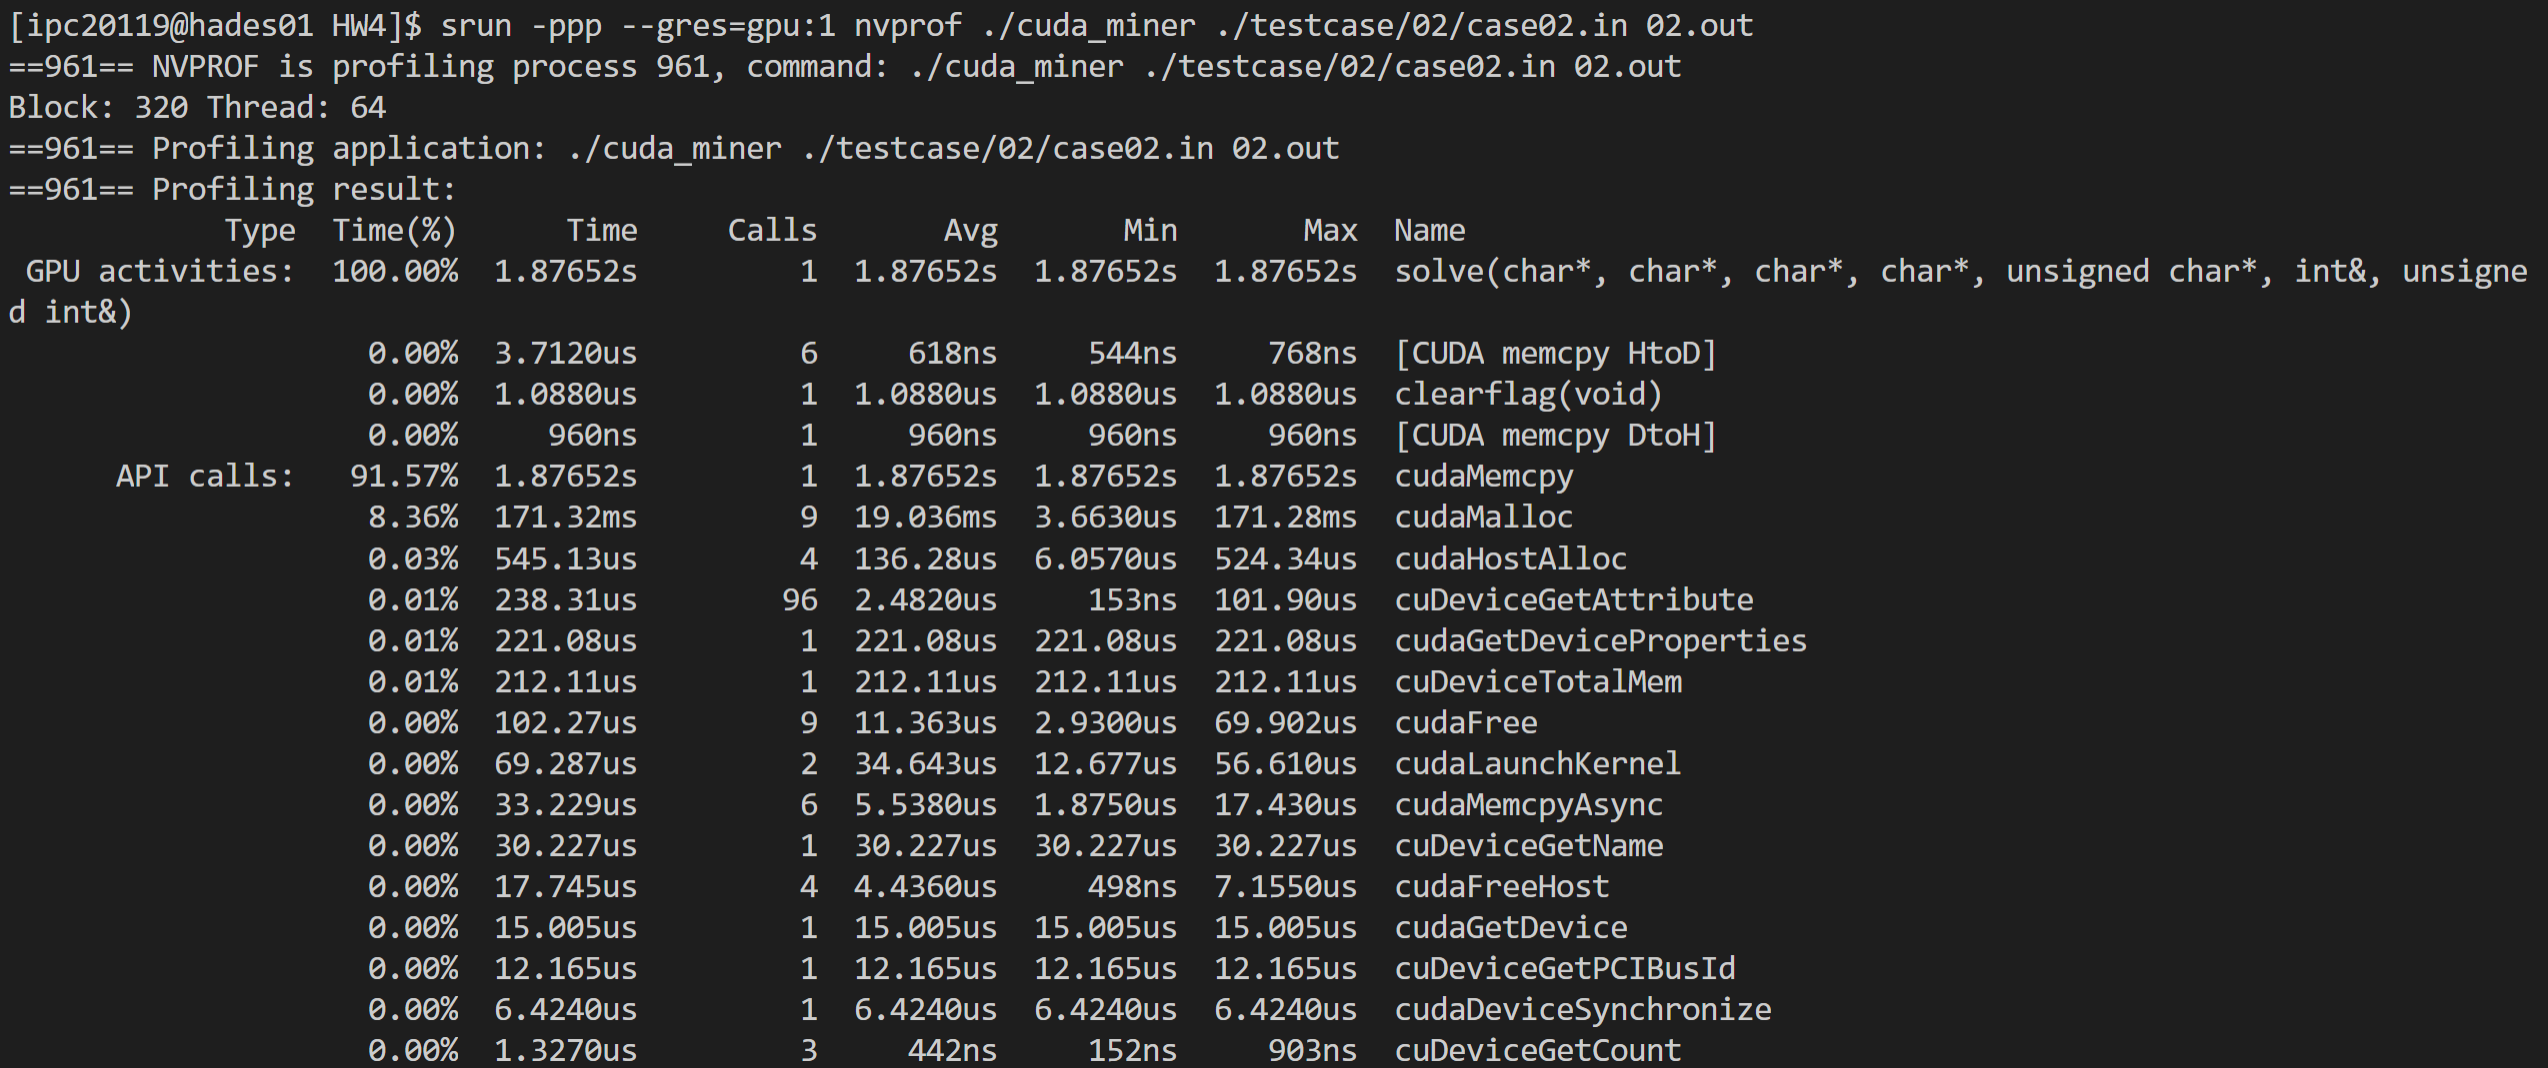 [ipc20119@hades01 HW4]$ srun -ppp --gres=gpu:1 nvprof ./cuda_miner ./testcase/02/case02.in 02.out
==961== NVPROF is profiling process 961, command: ./cuda_miner ./testcase/02/case02.in 02.out
Block: 320 Thread: 64
==961== Profiling application: ./cuda_miner ./testcase/02/case02.in 02.out
==961== Profiling result:
            Type  Time(%)      Time     Calls       Avg       Min       Max  Name
 GPU activities:  100.00%  1.87652s         1  1.87652s  1.87652s  1.87652s  solve(char*, char*, char*, char*, unsigned char*, int&, unsigne
d int&)
                    0.00%  3.7120us         6     618ns     544ns     768ns  [CUDA memcpy HtoD]
                    0.00%  1.0880us         1  1.0880us  1.0880us  1.0880us  clearflag(void)
                    0.00%     960ns         1     960ns     960ns     960ns  [CUDA memcpy DtoH]
      API calls:   91.57%  1.87652s         1  1.87652s  1.87652s  1.87652s  cudaMemcpy
                    8.36%  171.32ms         9  19.036ms  3.6630us  171.28ms  cudaMalloc
                    0.03%  545.13us         4  136.28us  6.0570us  524.34us  cudaHostAlloc
                    0.01%  238.31us        96  2.4820us     153ns  101.90us  cuDeviceGetAttribute
                    0.01%  221.08us         1  221.08us  221.08us  221.08us  cudaGetDeviceProperties
                    0.01%  212.11us         1  212.11us  212.11us  212.11us  cuDeviceTotalMem
                    0.00%  102.27us         9  11.363us  2.9300us  69.902us  cudaFree
                    0.00%  69.287us         2  34.643us  12.677us  56.610us  cudaLaunchKernel
                    0.00%  33.229us         6  5.5380us  1.8750us  17.430us  cudaMemcpyAsync
                    0.00%  30.227us         1  30.227us  30.227us  30.227us  cuDeviceGetName
                    0.00%  17.745us         4  4.4360us     498ns  7.1550us  cudaFreeHost
                    0.00%  15.005us         1  15.005us  15.005us  15.005us  cudaGetDevice
                    0.00%  12.165us         1  12.165us  12.165us  12.165us  cuDeviceGetPCIBusId
                    0.00%  6.4240us         1  6.4240us  6.4240us  6.4240us  cudaDeviceSynchronize
                    0.00%  1.3270us         3     442ns     152ns     903ns  cuDeviceGetCount